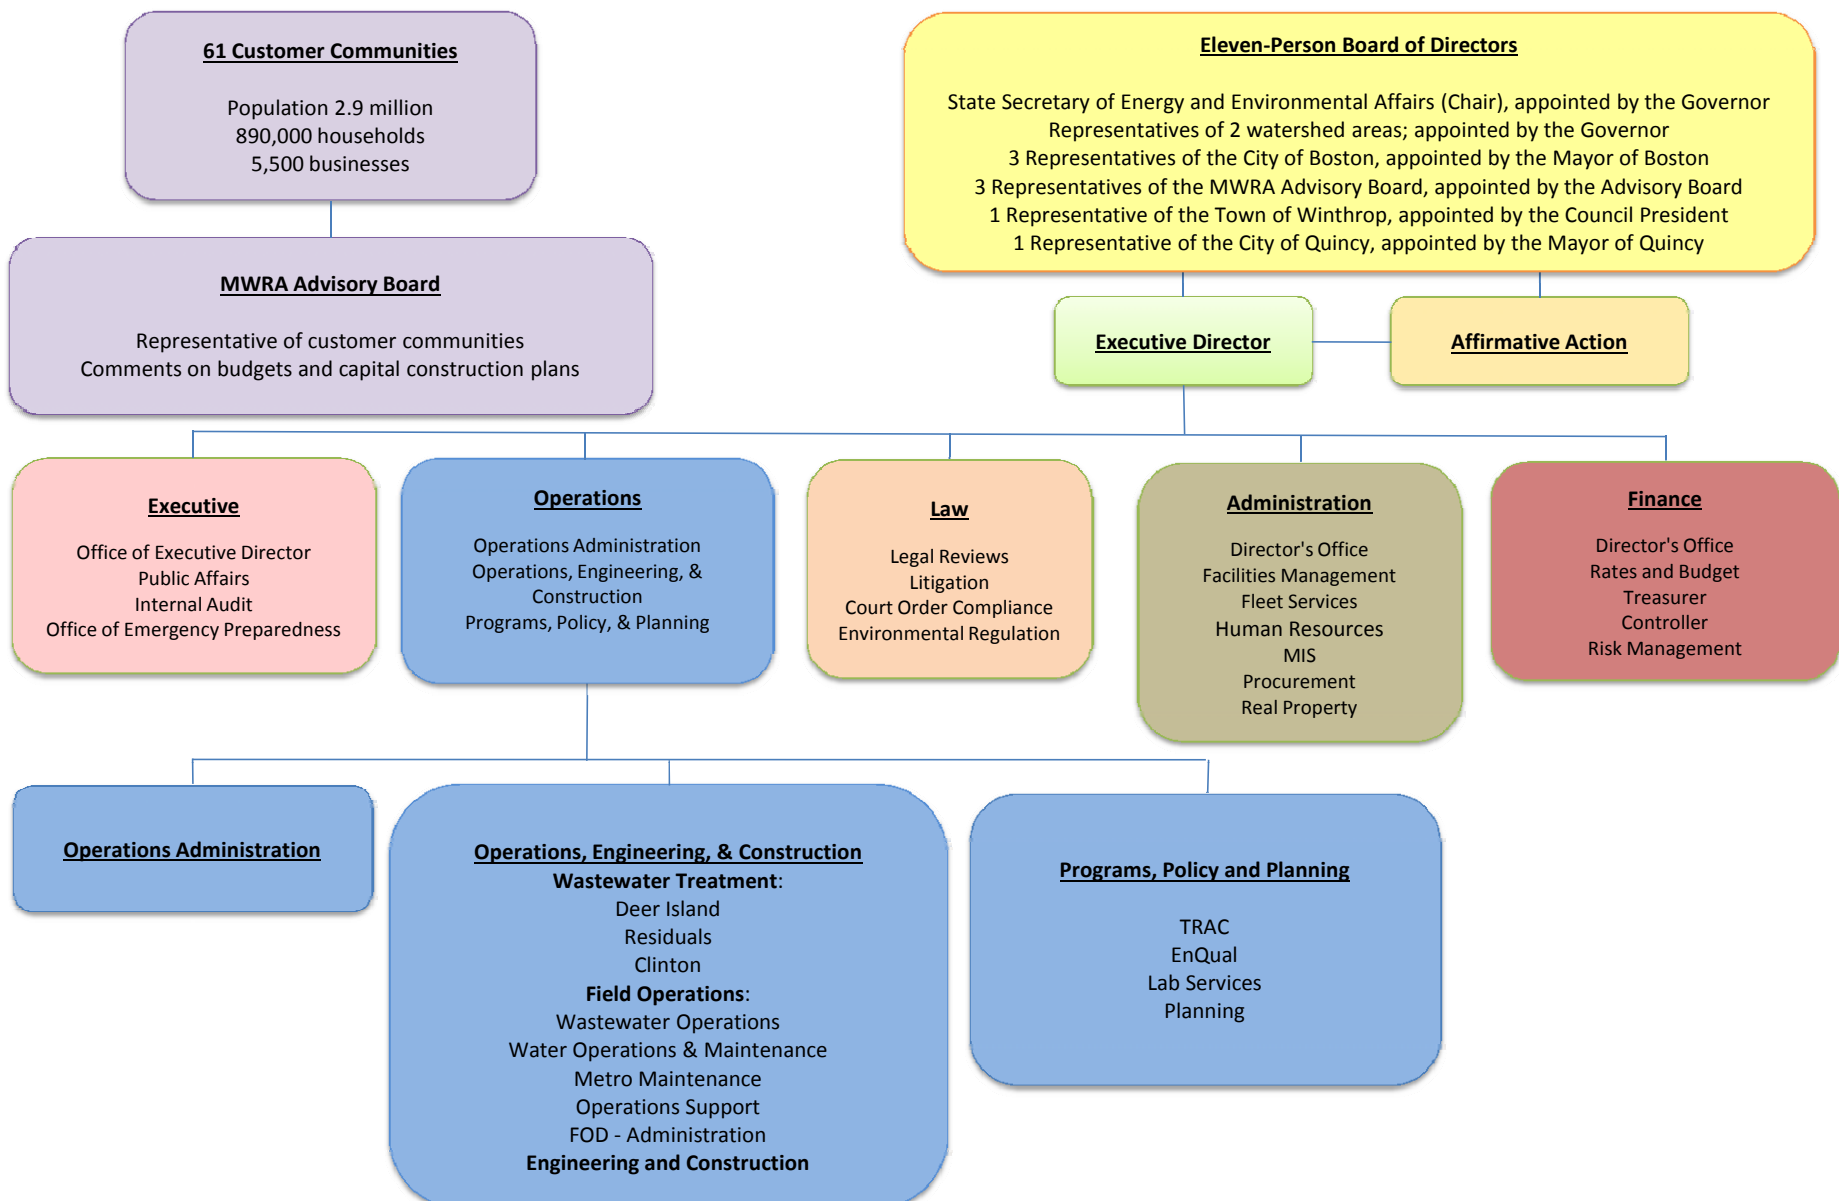 61 Customer Communities
Population 2.9 million
890,000 households
5,500 businesses
Eleven-Person Board of Directors
State Secretary of Energy and Environmental Affairs (Chair), appointed by the Governor
Representatives of 2 watershed areas; appointed by the Governor
3 Representatives of the City of Boston, appointed by the Mayor of Boston
3 Representatives of the MWRA Advisory Board, appointed by the Advisory Board
1 Representative of the Town of Winthrop, appointed by the Council President
1 Representative of the City of Quincy, appointed by the Mayor of Quincy
MWRA Advisory Board
Representative of customer communities
Comments on budgets and capital construction plans
Executive Director
Affirmative Action
Executive
Office of Executive Director
Public Affairs
Internal Audit
Office of Emergency Preparedness
Operations
Operations Administration
Operations, Engineering, &
Construction
Programs, Policy, & Planning
Law
Legal Reviews
Litigation
Court Order Compliance
Environmental Regulation
Administration
Director's Office
Facilities Management
Fleet Services
Human Resources
MIS
Procurement
Real Property
Finance
Director's Office
Rates and Budget
Treasurer
Controller
Risk Management
Operations Administration
Operations, Engineering, & Construction
Wastewater Treatment:
Deer Island
Residuals
Clinton
Field Operations:
Wastewater Operations
Water Operations & Maintenance
Metro Maintenance
Operations Support
FOD - Administration
Engineering and Construction
Programs, Policy and Planning
TRAC
EnQual
Lab Services
Planning